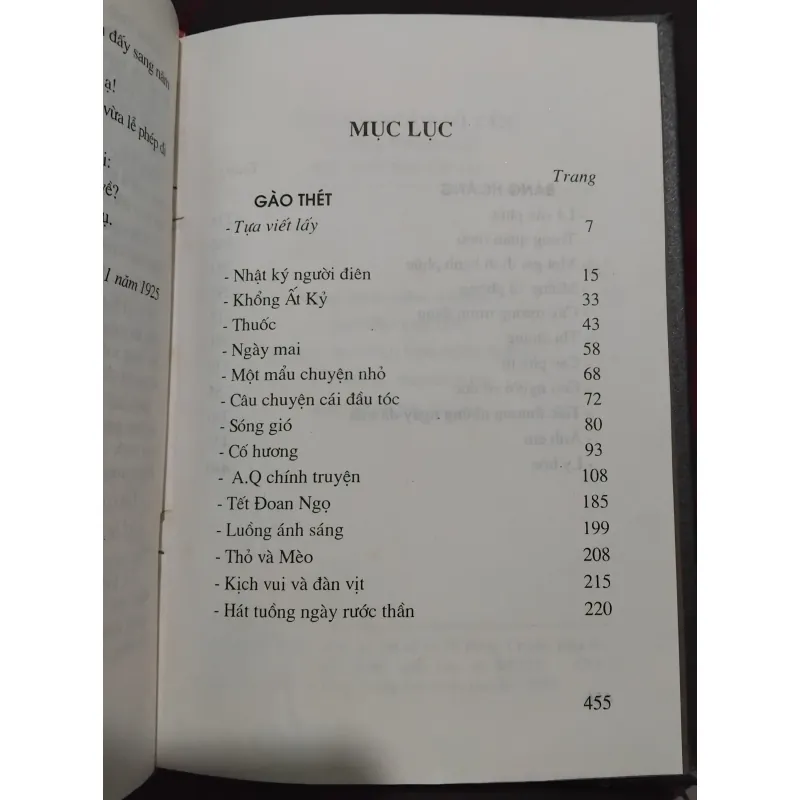 đấy sang năm
ạ!
vừa lễ phép đi
i:
về?
ụ.
1 năm 1925
MỤC LỤC
Trang
GÀO THÉT
- Tựa viết lấy 7
- Nhật ký người điên 15
- Khổng Ất Kỷ 33
- Thuốc 43
- Ngày mai 58
- Một mẩu chuyện nhỏ 68
- Câu chuyện cái đầu tóc 72
- Sóng gió 80
- Cố hương 93
- A.Q chính truyện 108
- Tết Đoan Ngọ 185
- Luồng ánh sáng 199
- Thỏ và Mèo 208
- Kịch vui và đàn vịt 215
- Hát tuồng ngày rước thần 220
455